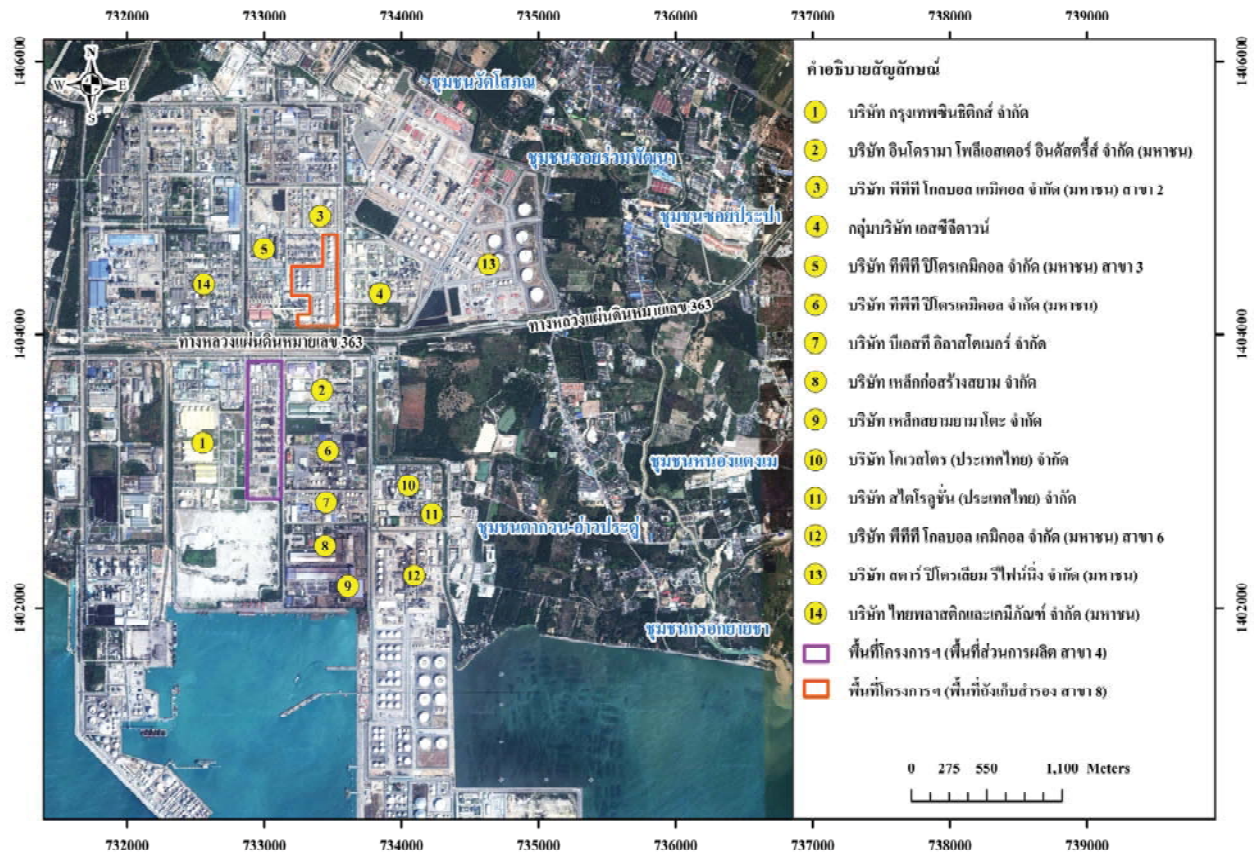 732000 733000 734000 735000 736000 737000 738000 739000
1406000
1404000
1402000
N
W E
S
ชุมชนวัดโสภณ
ชุมชนซอยร่วมพัฒนา
ชุมชนซอยประปา
3
5
13
14
4
ทางหลวงแผ่นดินหมายเลข 363
ทางหลวงแผ่นดินหมายเลข 363
2
1
6
ชุมชนหนองแตงเม
10
7
11
ชุมชนตากวน-อ่าวประดู่
8
12
9
ชุมชนกรอกยายชา
คำอธิบายสัญลักษณ์
1 บริษัท กรุงเทพซินธิติกส์ จำกัด
2 บริษัท อินโดรามา โพลีเอสเตอร์ อินดัสตรี้ส์ จำกัด (มหาชน)
3 บริษัท พีทีที โกลบอล เคมิคอล จำกัด (มหาชน) สาขา 2
4 กลุ่มบริษัท เอสซีจีดาวน์
5 บริษัท ทีพีที ปิโตรเคมิคอล จำกัด (มหาชน) สาขา 3
6 บริษัท ทีพีที ปิโตรเคมิคอล จำกัด (มหาชน)
7 บริษัท บีเอสที อิลาสโตเมอร์ จำกัด
8 บริษัท เหล็กก่อสร้างสยาม จำกัด
9 บริษัท เหล็กสยามยามาโตะ จำกัด
10 บริษัท โคเวสโตร (ประเทศไทย) จำกัด
11 บริษัท สไตโรลูชั่น (ประเทศไทย) จำกัด
12 บริษัท พีทีที โกลบอล เคมิคอล จำกัด (มหาชน) สาขา 6
13 บริษัท สตาร์ ปิโตรเลียม รีไฟน์นิ่ง จำกัด (มหาชน)
14 บริษัท ไทยพลาสติกและเคมีภัณฑ์ จำกัด (มหาชน)
พื้นที่โครงการฯ (พื้นที่ส่วนการผลิต สาขา 4)
พื้นที่โครงการฯ (พื้นที่ถังเก็บสำรอง สาขา 8)
0 275 550 1,100 Meters
1406000
1404000
1402000
732000 733000 734000 735000 736000 737000 738000 739000